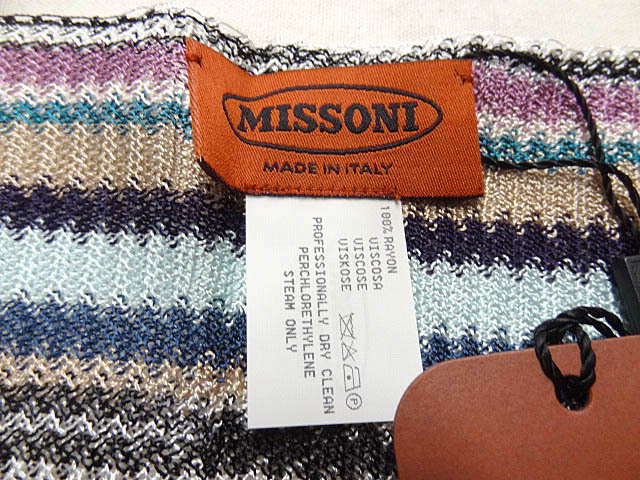 MISSONI
MADE IN ITALY
100% RAYON
VISCOSA
VISCOSE
VISKOSE
P
PROFESSIONALLY DRY CLEAN
PERCHLORETHYLENE
STEAM ONLY